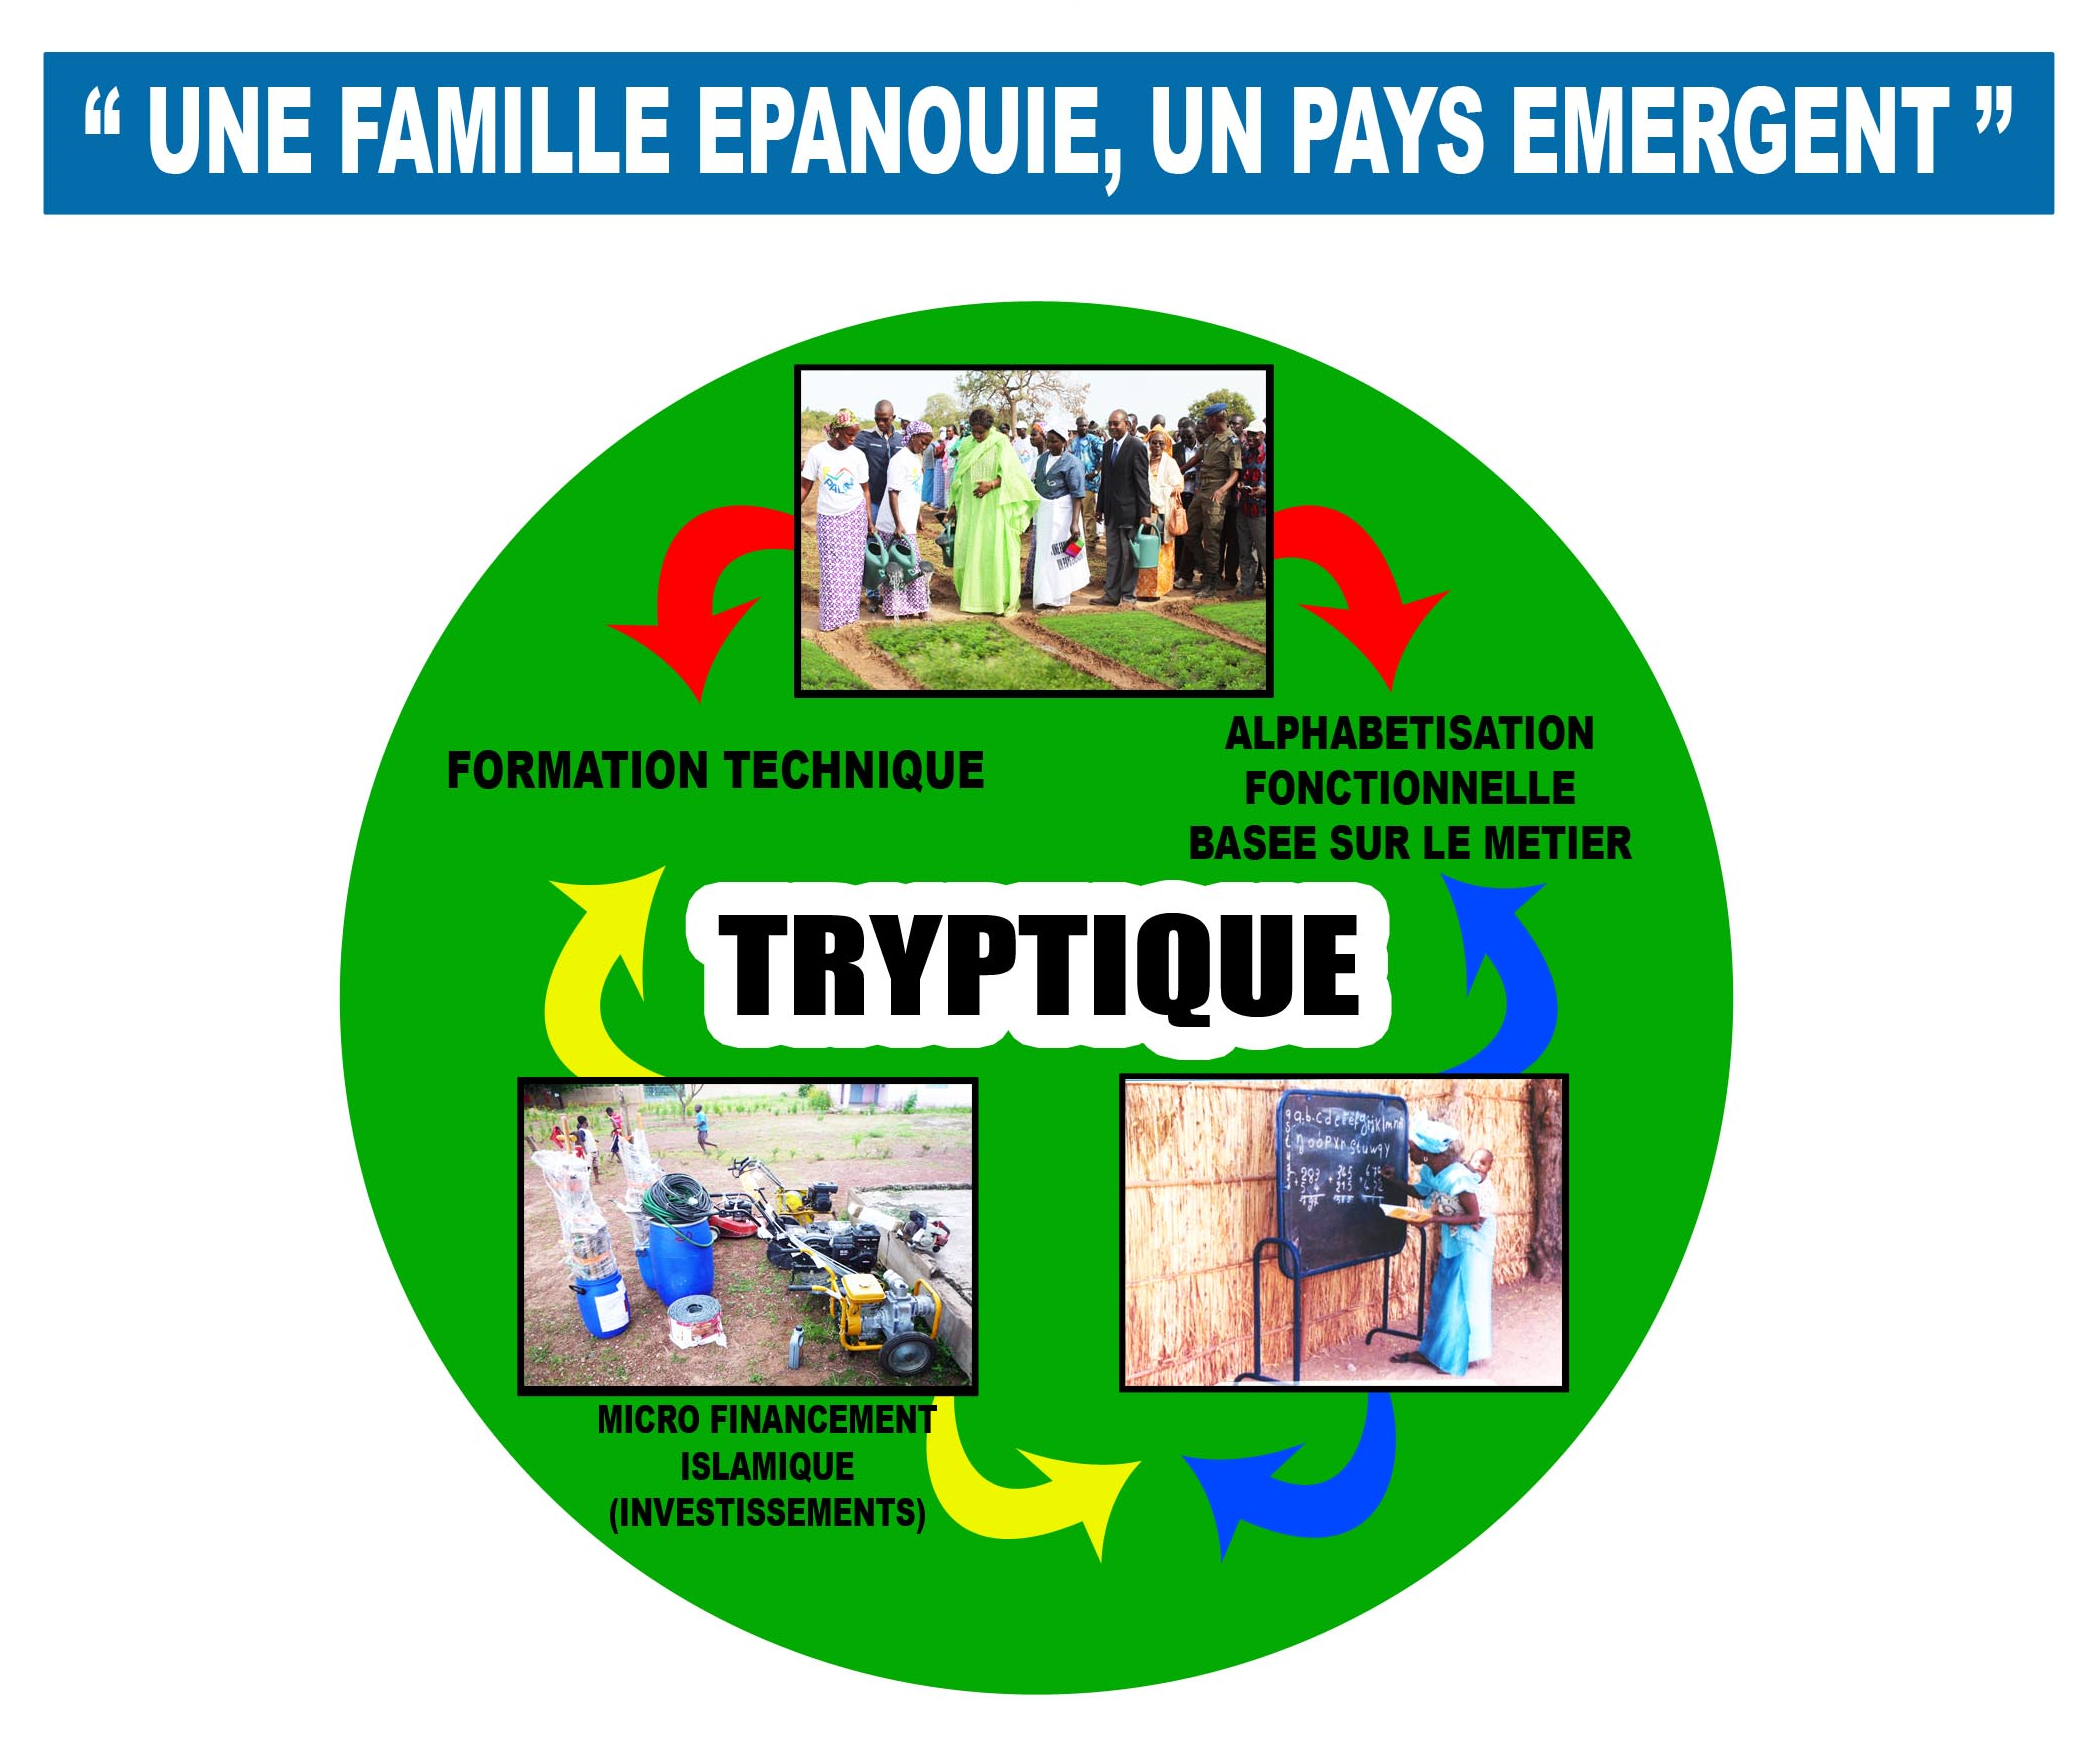 “ UNE FAMILLE EPANOUIE, UN PAYS EMERGENT ”
FORMATION TECHNIQUE
ALPHABETISATION
FONCTIONNELLE
BASEE SUR LE METIER
TRYPTIQUE
MICRO FINANCEMENT
ISLAMIQUE
(INVESTISSEMENTS)